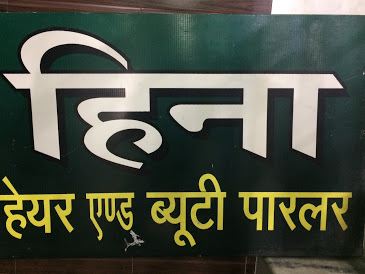 हिना
हेयर एण्ड ब्यूटी पारलर